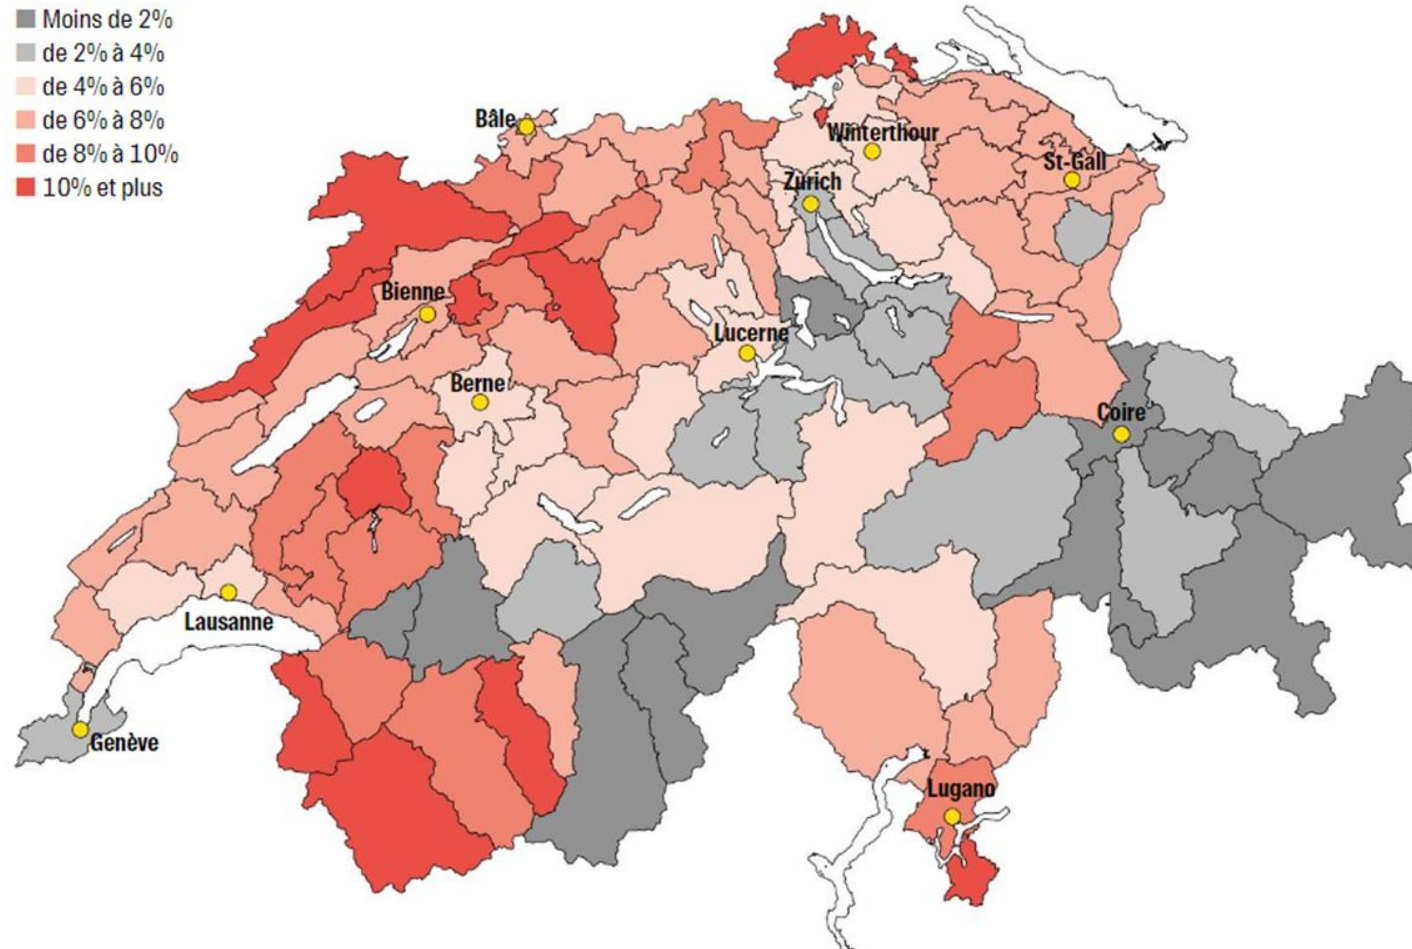 Moins de 2%
de 2% à 4%
de 4% à 6%
de 6% à 8%
de 8% à 10%
10% et plus
Bâle
Winterthour
St-Gall
Zurich
Bienne
Lucerne
Berne
Coire
Lausanne
Genève
Lugano